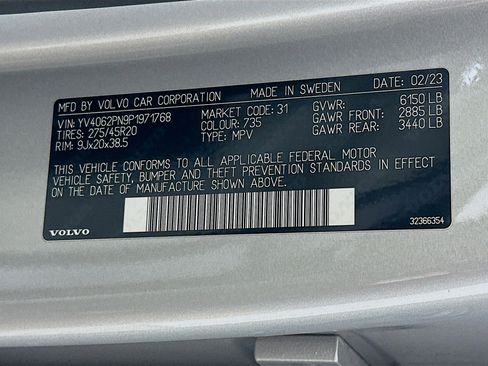 MFD BY VOLVO CAR CORPORATION MADE IN SWEDEN DATE: 02/23
VIN: YV4062PN9P1971768 MARKET CODE: 31 GVWR: 6150 LB
TIRES: 275/45R20 COLOUR: 735 GAWR FRONT: 2885 LB
RIM: 9Jx20x38.5 TYPE: MPV GAWR REAR: 3440 LB
THIS VEHICLE CONFORMS TO ALL APPLICABLE FEDERAL MOTOR
VEHICLE SAFETY, BUMPER AND THEFT PREVENTION STANDARDS IN EFFECT
ON THE DATE OF MANUFACTURE SHOWN ABOVE.
VOLVO 32366354